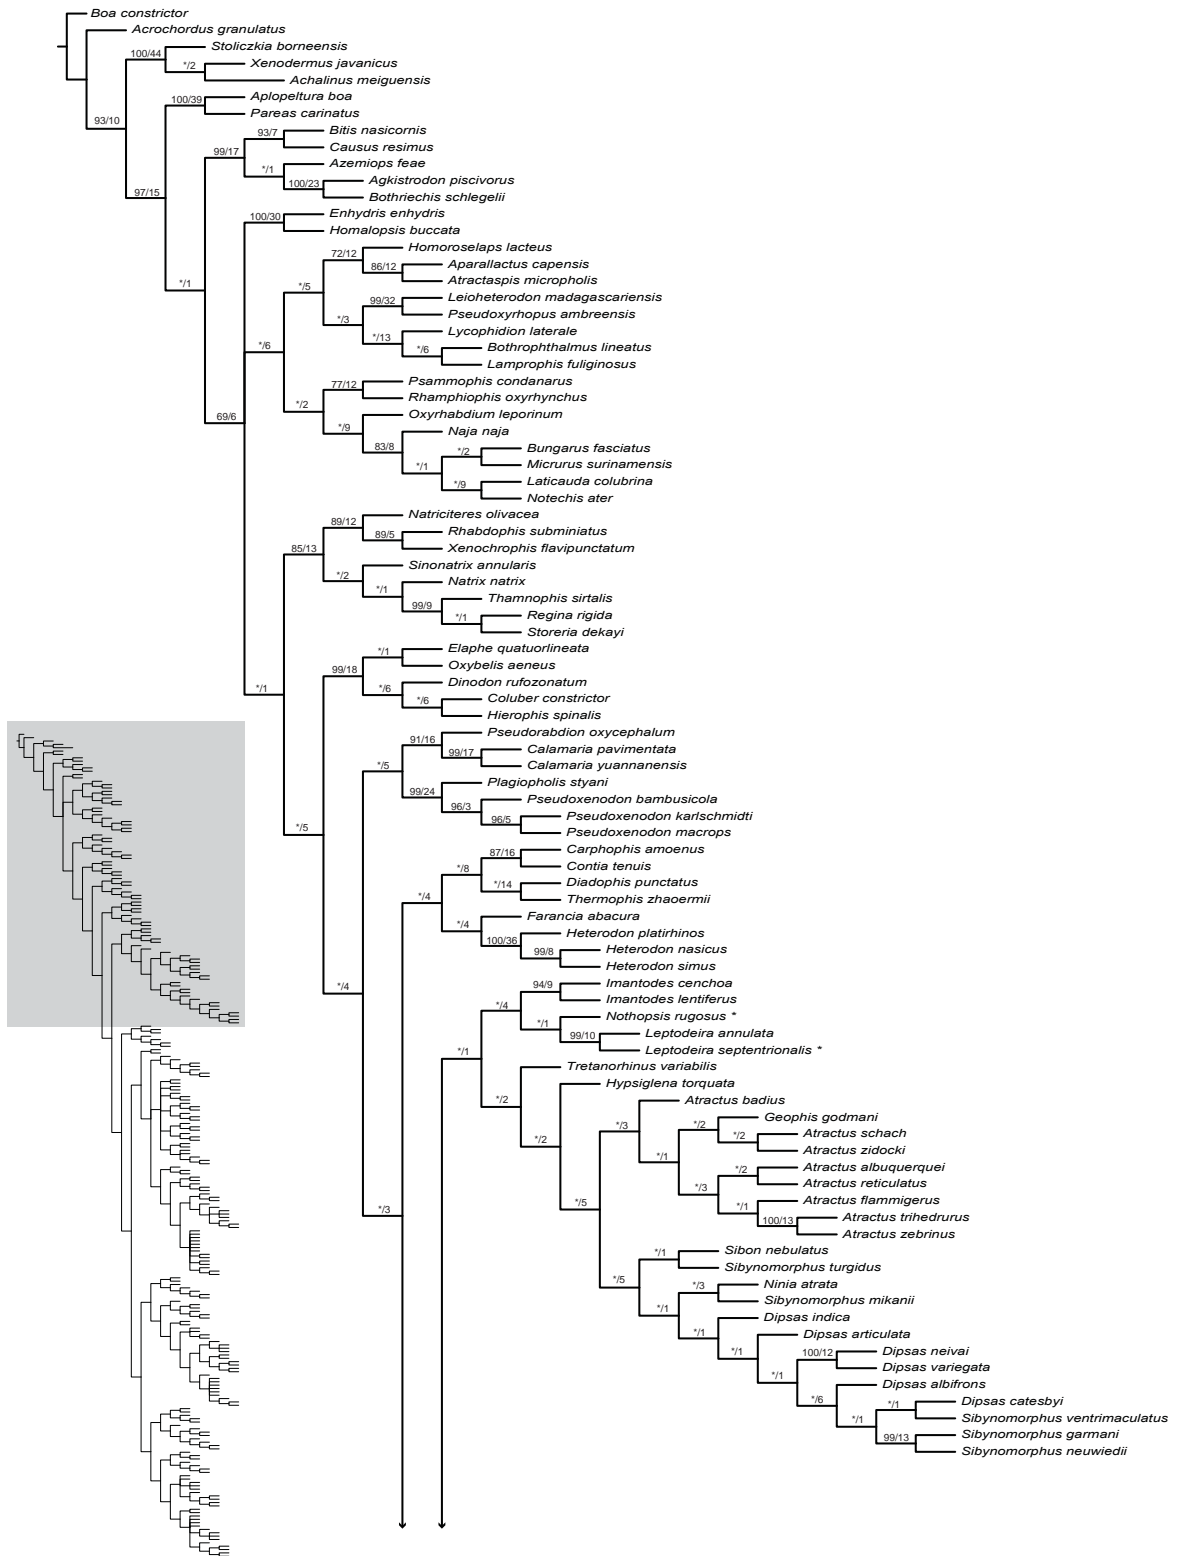 Boa constrictor
Acrochordus granulatus
Stoliczkia borneensis
100/44
Xenodermus javanicus
*/2
Achalinus meiguensis
Aplopeltura boa
100/39
Pareas carinatus
93/10
Bitis nasicornis
93/7
Causus resimus
99/17
Azemiops feae
*/1
Agkistrodon piscivorus
100/23
97/15
Bothriechis schlegelii
Enhydris enhydris
100/30
Homalopsis buccata
Homoroselaps lacteus
72/12
Aparallactus capensis
86/12
Atractaspis micropholis
*/1
*/5
Leioheterodon madagascariensis
99/32
Pseudoxyrhopus ambreensis
*/3
Lycophidion laterale
*/13
Bothrophthalmus lineatus
*/6
*/6
Lamprophis fuliginosus
Psammophis condanarus
77/12
Rhamphiophis oxyrhynchus
*/2
Oxyrhabdium leporinum
69/6
*/9
Naja naja
83/8
Bungarus fasciatus
*/2
Micrurus surinamensis
*/1
Laticauda colubrina
*/9
Notechis ater
Natriciteres olivacea
89/12
Rhabdophis subminiatus
89/5
Xenochrophis flavipunctatum
85/13
Sinonatrix annularis
*/2
Natrix natrix
*/1
Thamnophis sirtalis
99/9
Regina rigida
*/1
Storeria dekayi
Elaphe quatuorlineata
*/1
Oxybelis aeneus
99/18
Dinodon rufozonatum
*/1
*/6
Coluber constrictor
*/6
Hierophis spinalis
Pseudorabdion oxycephalum
91/16
Calamaria pavimentata
99/17
Calamaria yuannanensis
*/5
Plagiopholis styani
99/24
Pseudoxenodon bambusicola
96/3
Pseudoxenodon karlschmidti
96/5
*/5
Pseudoxenodon macrops
Carphophis amoenus
87/16
Contia tenuis
*/8
Diadophis punctatus
*/14
Thermophis zhaoermii
*/4
Farancia abacura
*/4
Heterodon platirhinos
100/36
Heterodon nasicus
99/8
Heterodon simus
Imantodes cenchoa
94/9
*/4
Imantodes lentiferus
*/4
Nothopsis rugosus *
*/1
Leptodeira annulata
99/10
Leptodeira septentrionalis *
*/1
Tretanorhinus variabilis
Hypsiglena torquata
*/2
Atractus badius
Geophis godmani
*/3
*/2
Atractus schach
*/2
*/2
Atractus zidocki
*/1
Atractus albuquerquei
*/2
Atractus reticulatus
*/3
Atractus flammigerus
*/5
*/1
*/3
Atractus trihedrurus
100/13
Atractus zebrinus
Sibon nebulatus
*/1
Sibynomorphus turgidus
*/5
Ninia atrata
*/3
Sibynomorphus mikanii
*/1
Dipsas indica
*/1
Dipsas articulata
*/1
Dipsas neivai
100/12
Dipsas variegata
*/1
Dipsas albifrons
*/6
Dipsas catesbyi
*/1
Sibynomorphus ventrimaculatus
*/1
Sibynomorphus garmani
99/13
Sibynomorphus neuwiedii